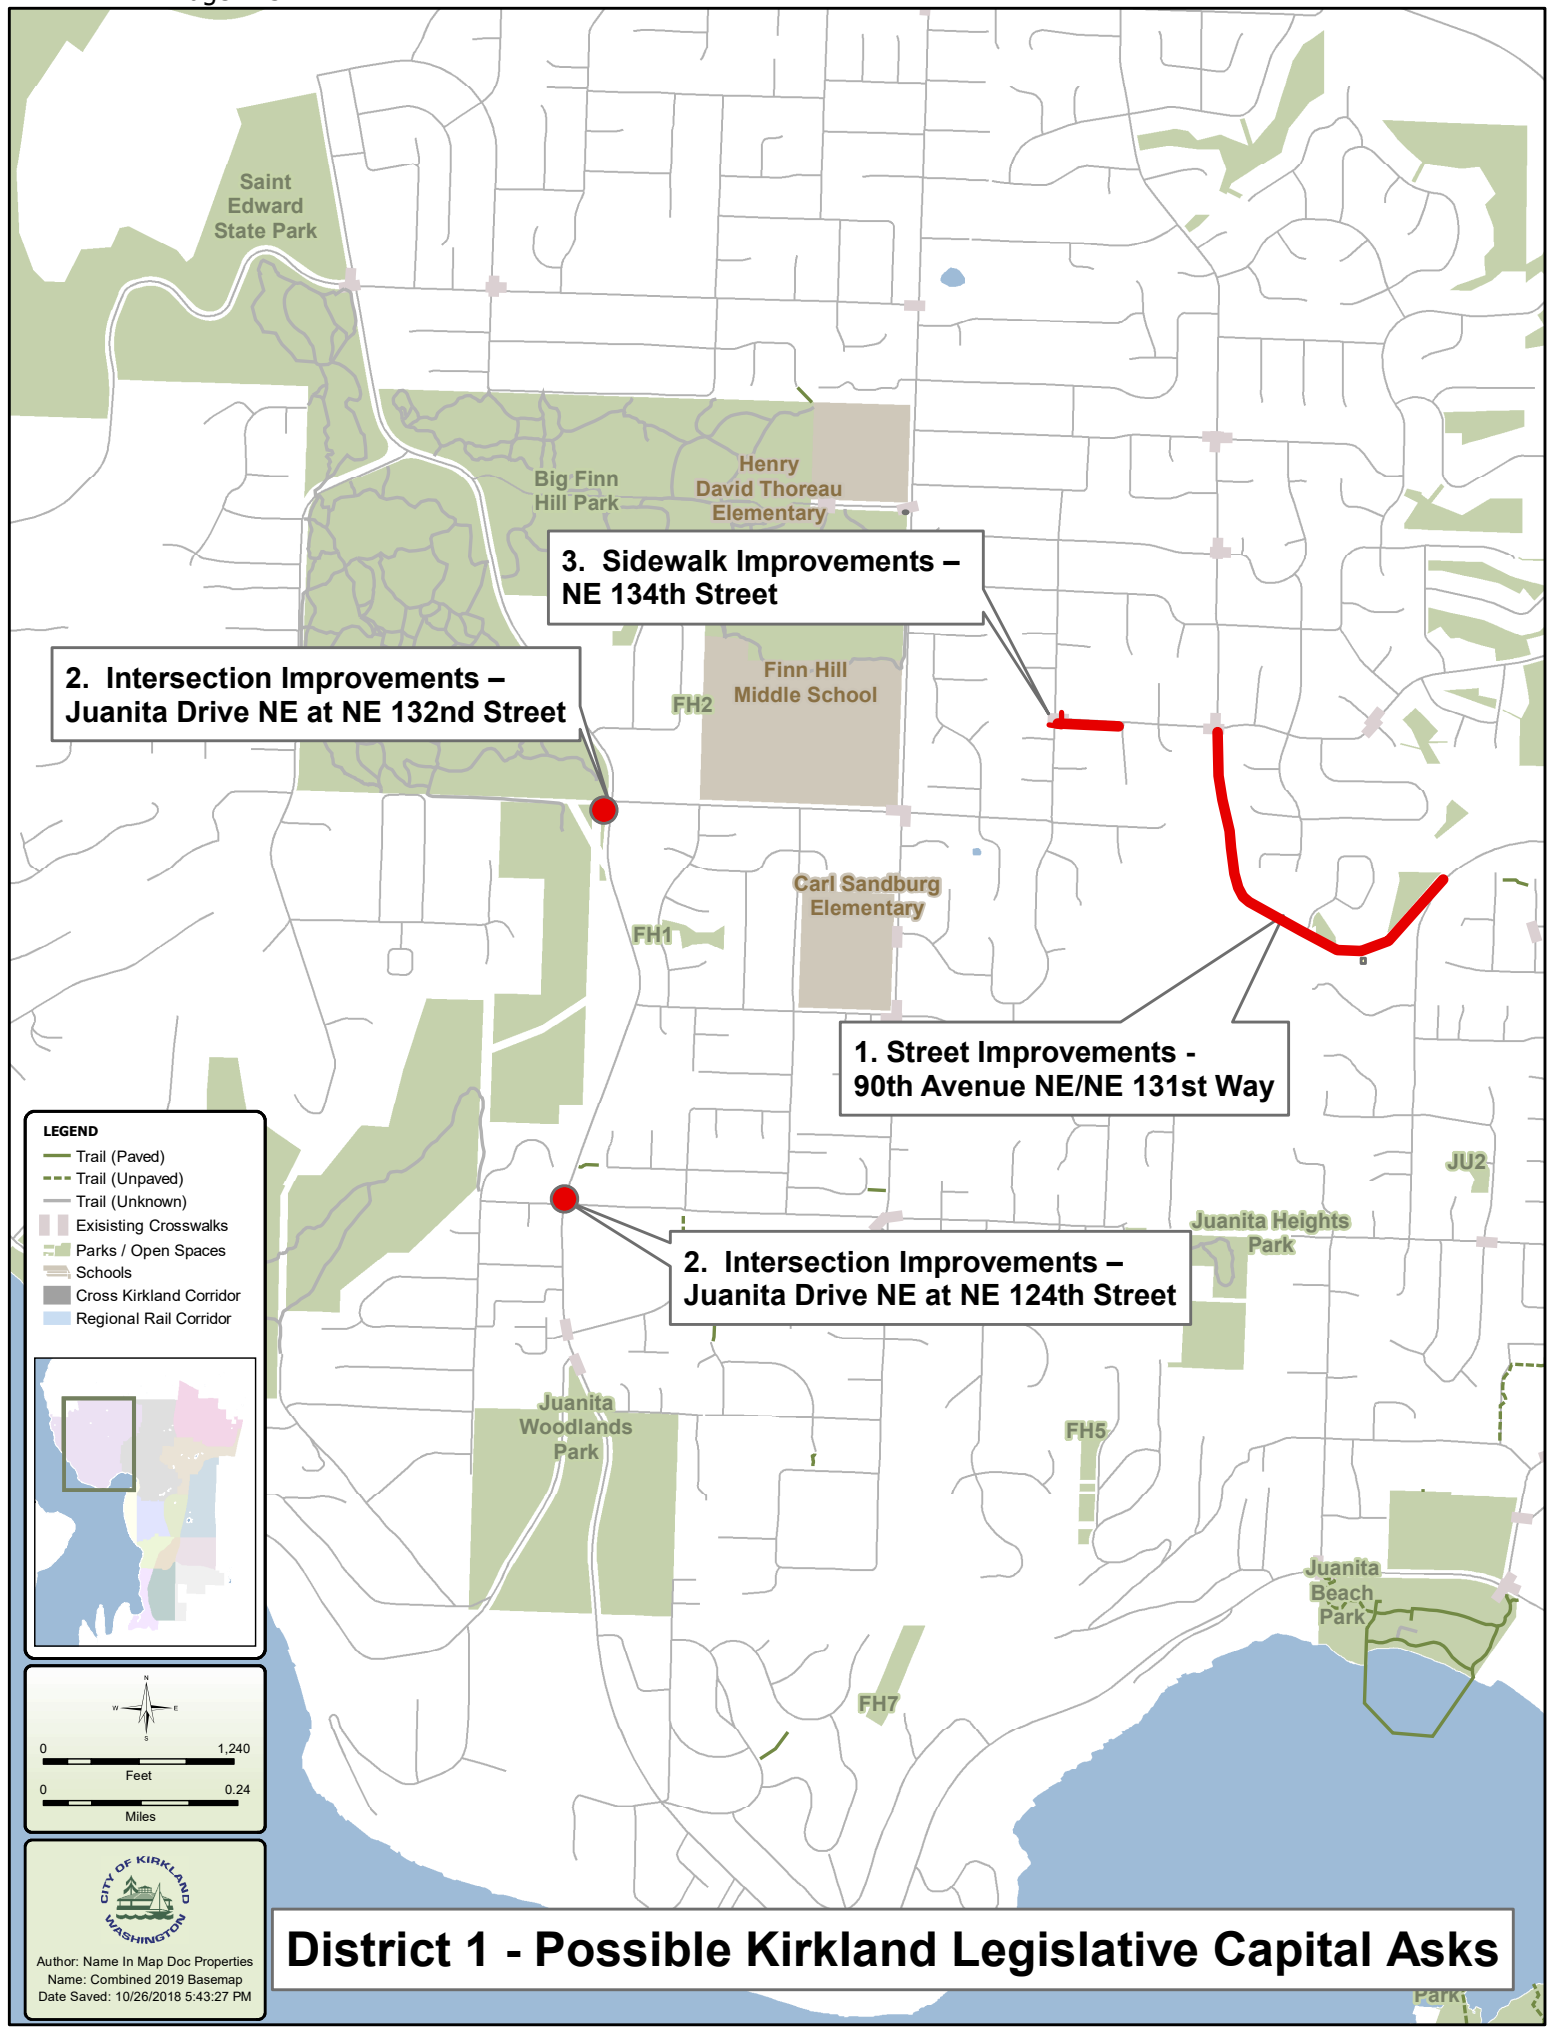 Saint
Edward
State Park
Big Finn
Hill Park
Henry
David Thoreau
Elementary
3. Sidewalk Improvements –
NE 134th Street
2. Intersection Improvements –
Juanita Drive NE at NE 132nd Street
FH2
Finn Hill
Middle School
Carl Sandburg
Elementary
FH1
1. Street Improvements -
90th Avenue NE/NE 131st Way
JU2
Juanita Heights
Park
2. Intersection Improvements –
Juanita Drive NE at NE 124th Street
Juanita
Woodlands
Park
FH5
Juanita
Beach
Park
FH7
LEGEND
Trail (Paved)
Trail (Unpaved)
Trail (Unknown)
Exisisting Crosswalks
Parks / Open Spaces
Schools
Cross Kirkland Corridor
Regional Rail Corridor
N
W E
S
0 1,240
Feet
0 0.24
Miles
CITY OF KIRKLAND
WASHINGTON
Author: Name In Map Doc Properties
Name: Combined 2019 Basemap
Date Saved: 10/26/2018 5:43:27 PM
District 1 - Possible Kirkland Legislative Capital Asks
Park